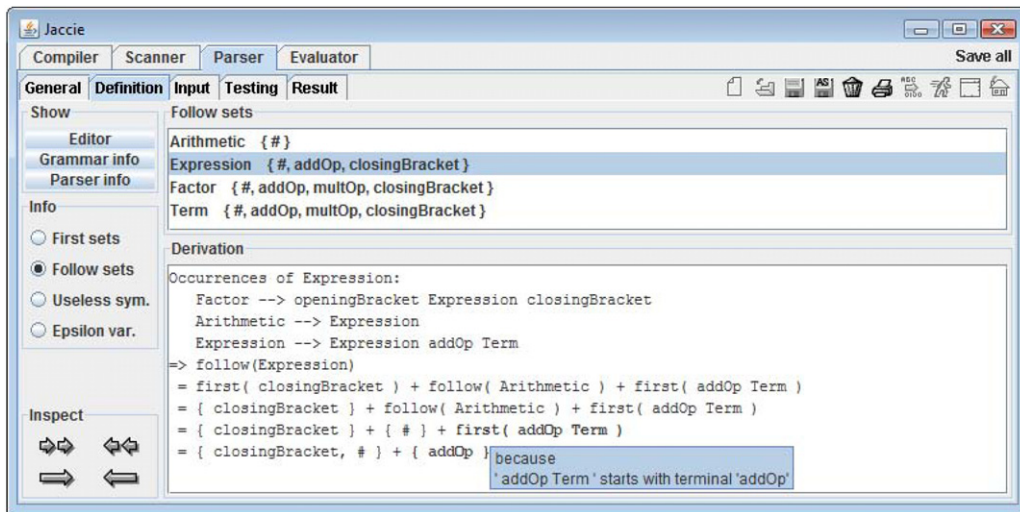 Jaccie
Compiler Scanner Parser Evaluator Save all
General Definition Input Testing Result
Show
Editor
Grammar info
Parser info
Info
First sets
Follow sets
Useless sym.
Epsilon var.
Inspect
Follow sets
Arithmetic { # }
Expression { #, addOp, closingBracket }
Factor { #, addOp, multOp, closingBracket }
Term { #, addOp, multOp, closingBracket }
Derivation
Occurrences of Expression:
Factor --> openingBracket Expression closingBracket
Arithmetic --> Expression
Expression --> Expression addOp Term
=> follow(Expression)
= first( closingBracket ) + follow( Arithmetic ) + first( addOp Term )
= { closingBracket } + follow( Arithmetic ) + first( addOp Term )
= { closingBracket } + { # } + first( addOp Term )
= { closingBracket, # } + { addOp }
because
' addOp Term ' starts with terminal 'addOp'